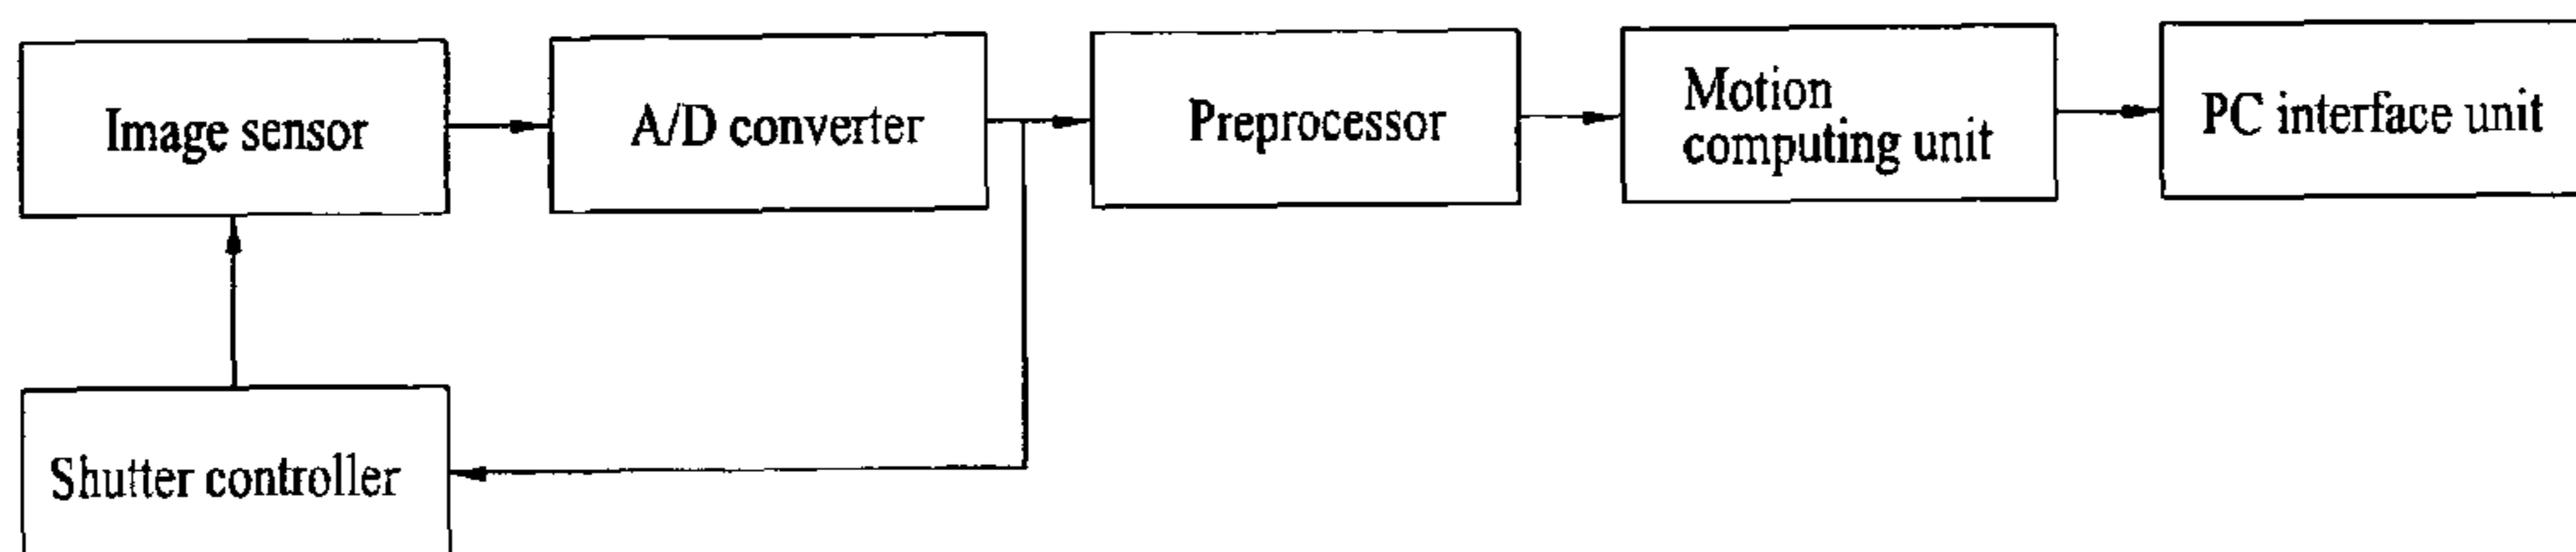 Image sensor
A/D converter
Preprocessor
Motion
computing unit
PC interface unit
Shutter controller